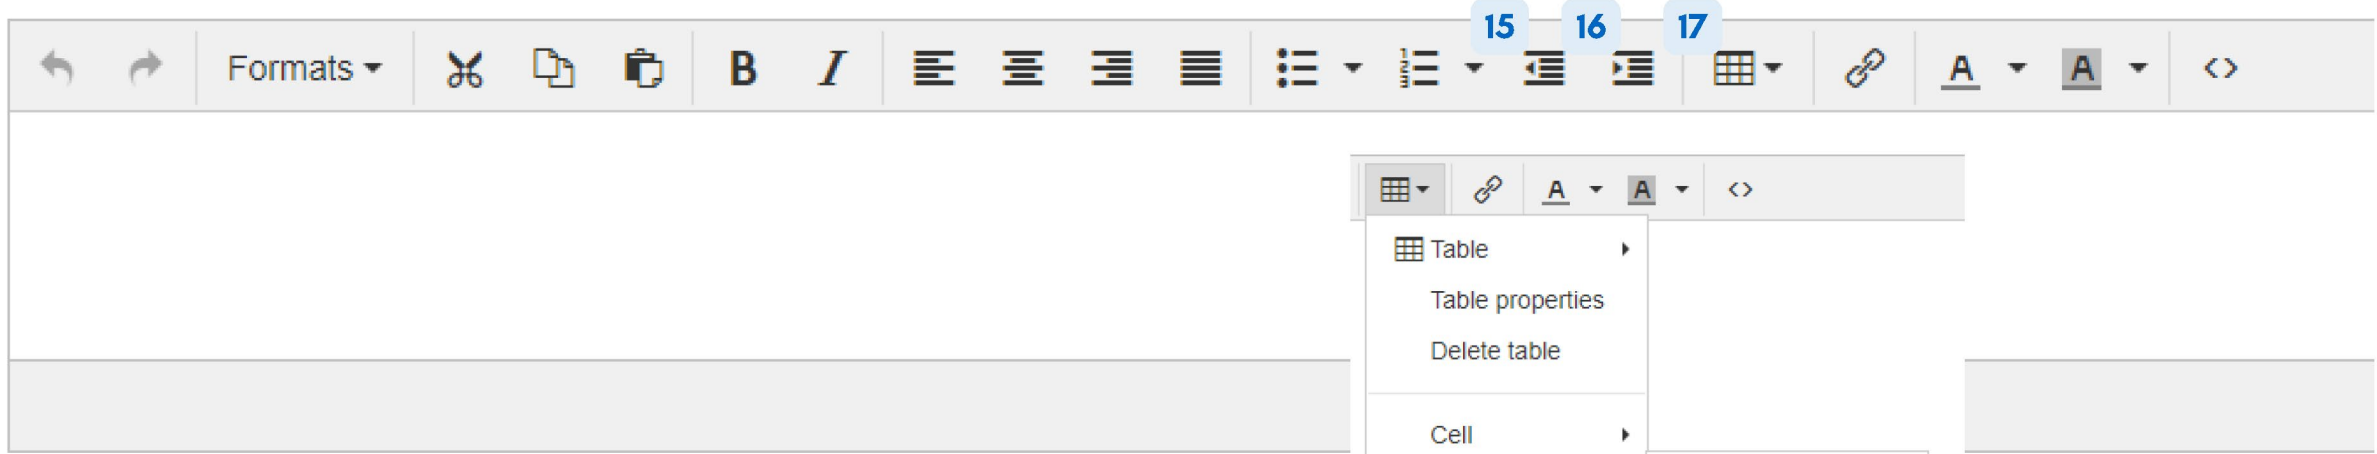 15 16 17
Formats B I A A <>
A A <>
Table
Table properties
Delete table
Cell